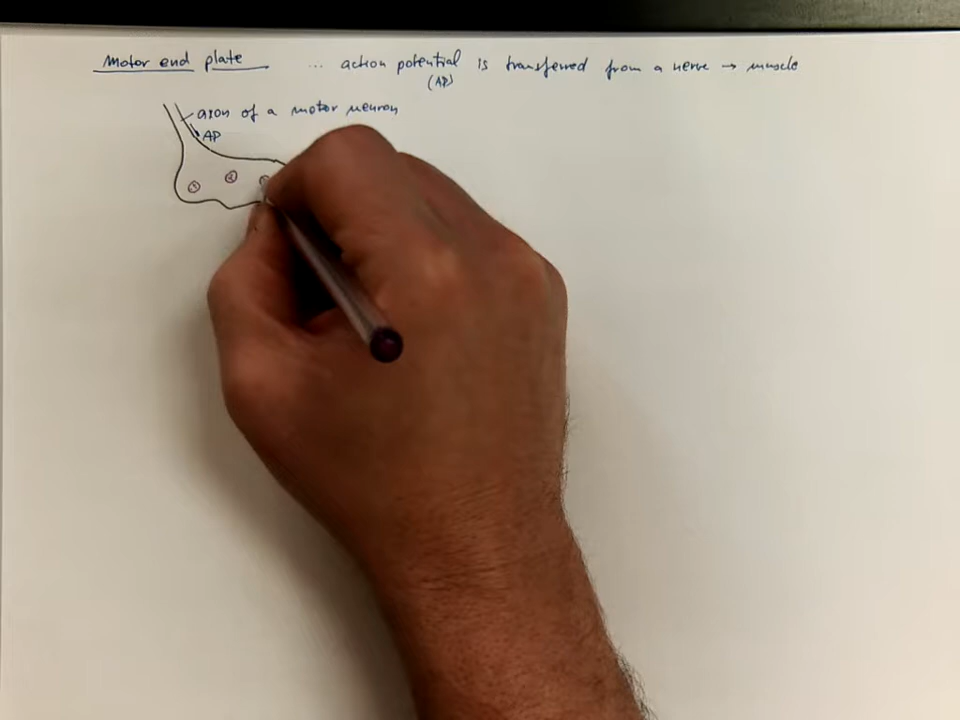 Motor end plate ... action potential is transferred from a nerve → muscle
(AP)
axon of a motor neuron
AP